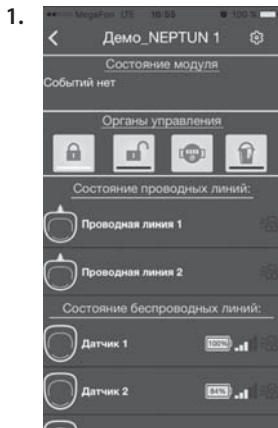 1.
MegaFon LTE 16:55 100 %
Демо_NEPTUN 1
Состояние модуля
Событий нет
Органы управления
Состояние проводных линий:
Проводная линия 1
Проводная линия 2
Состояние беспроводных линий:
Датчик 1 100%
Датчик 2 84%